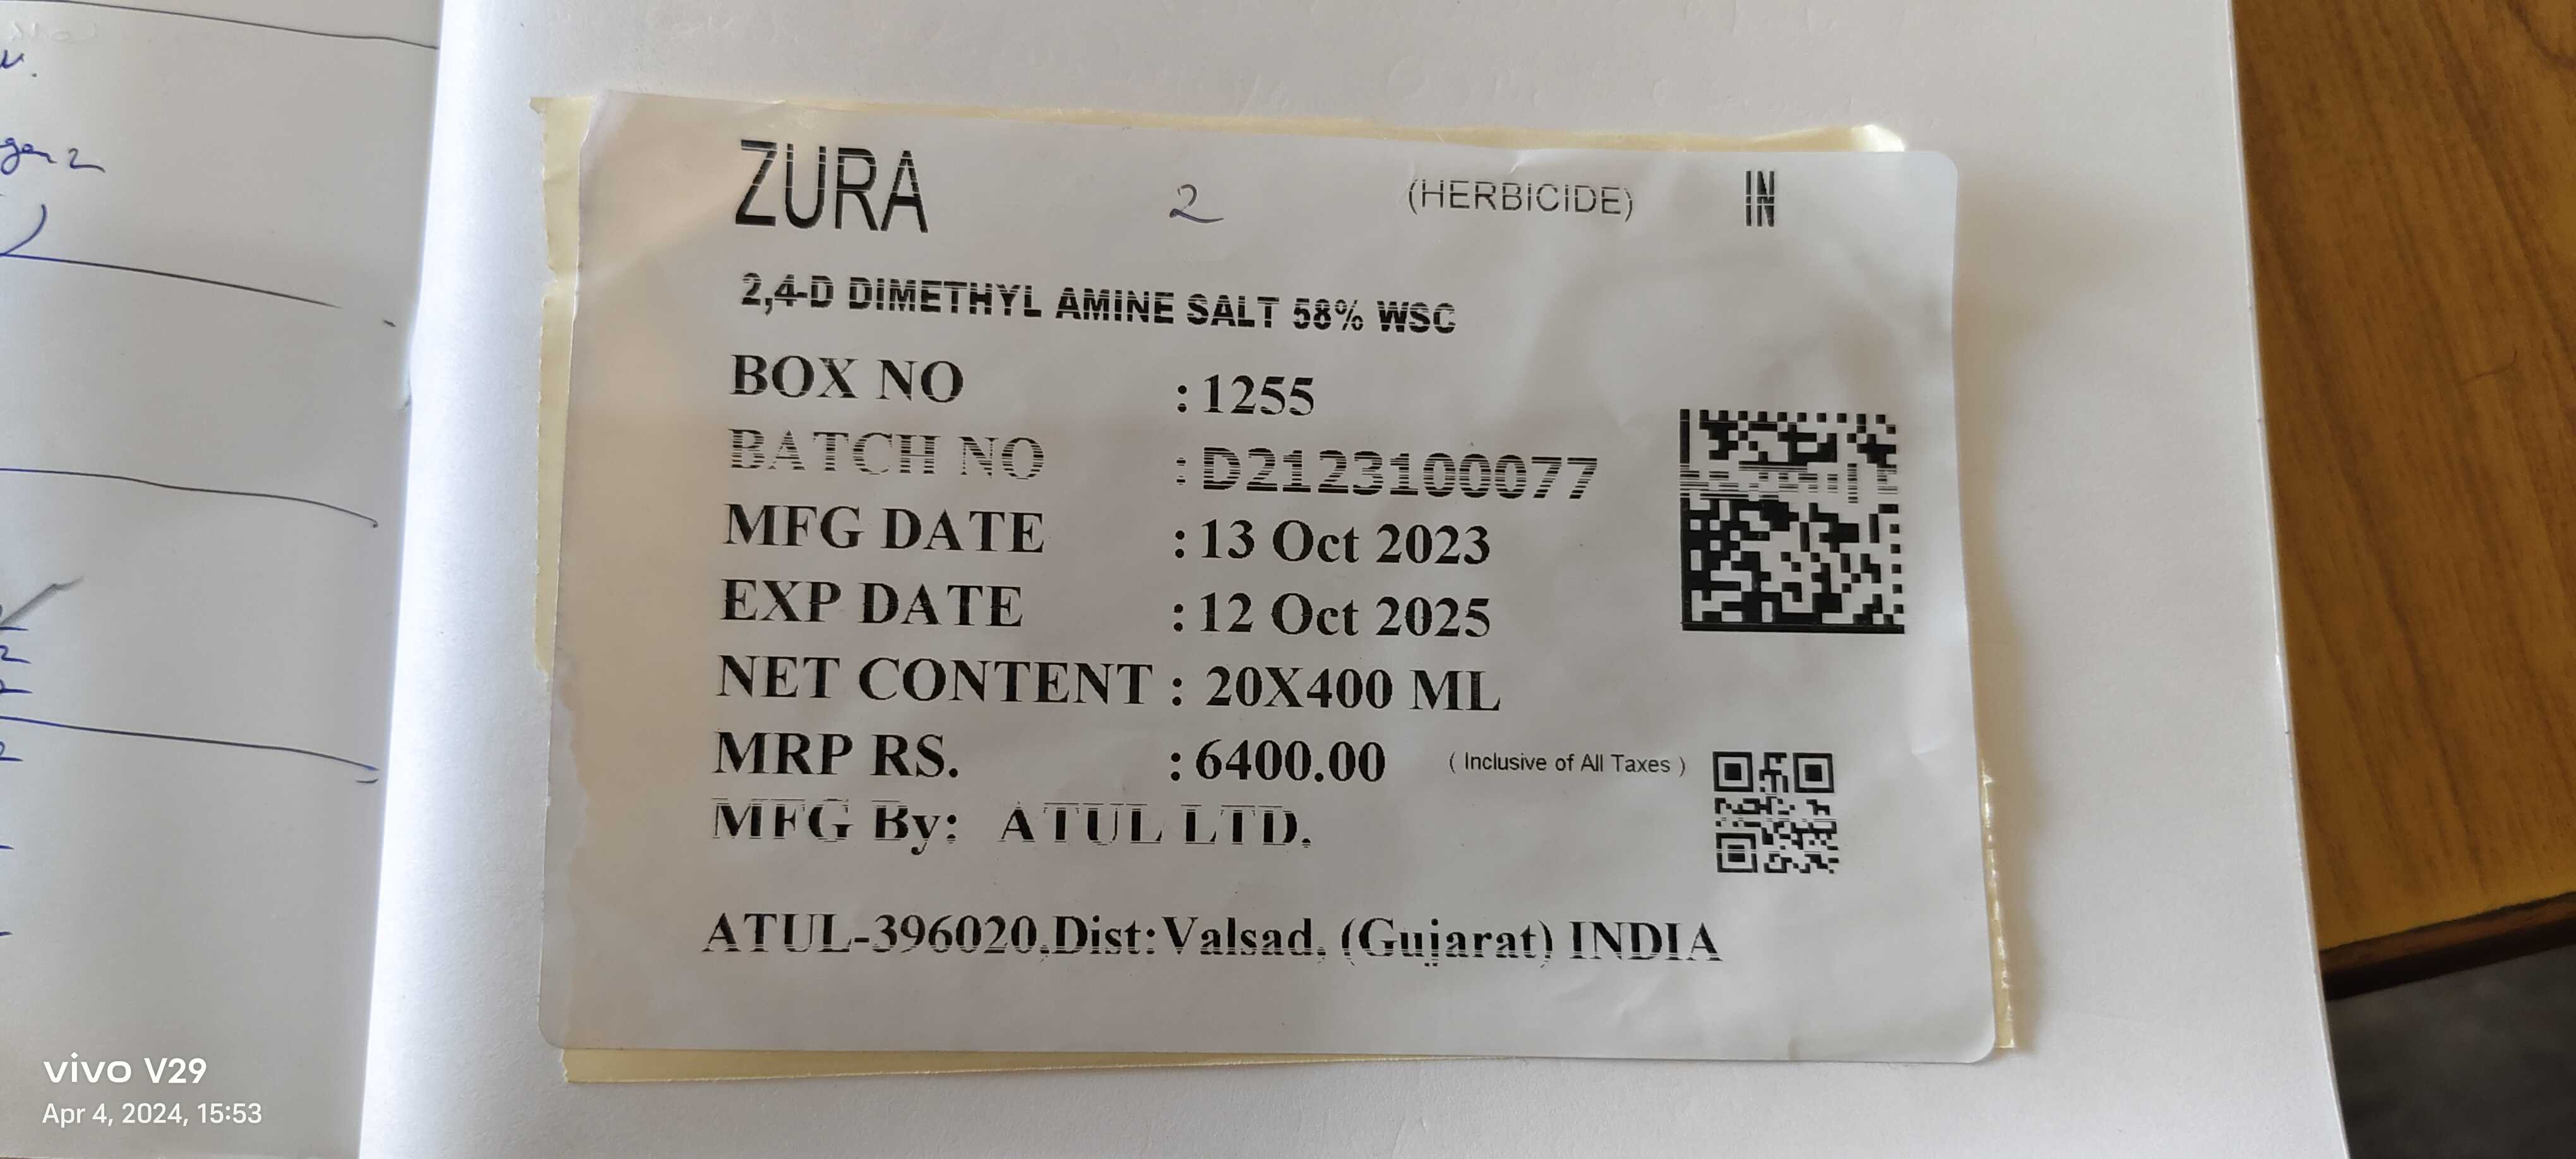 ZURA 2 (HERBICIDE) IN
2,4-D DIMETHYL AMINE SALT 58% WSC
BOX NO : 1255
BATCH NO : D2123100077
MFG DATE : 13 Oct 2023
EXP DATE : 12 Oct 2025
NET CONTENT : 20X400 ML
MRP RS. : 6400.00 ( Inclusive of All Taxes )
MFG By: ATUL LTD.
ATUL-396020,Dist:Valsad, (Gujarat) INDIA
vivo V29
Apr 4, 2024, 15:53